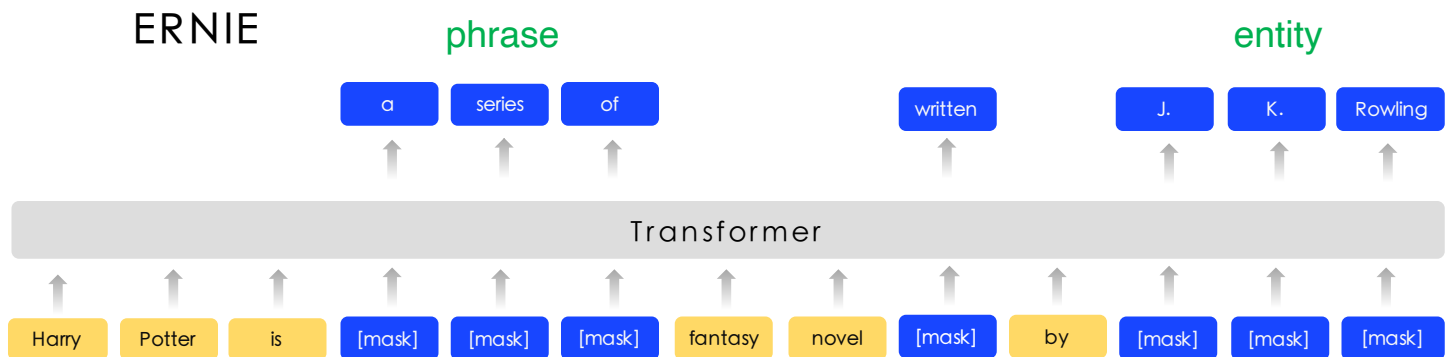 ERNIE phrase entity
a series of written J. K. Rowling
Transformer
Harry Potter is [mask] [mask] [mask] fantasy novel [mask] by [mask] [mask] [mask]